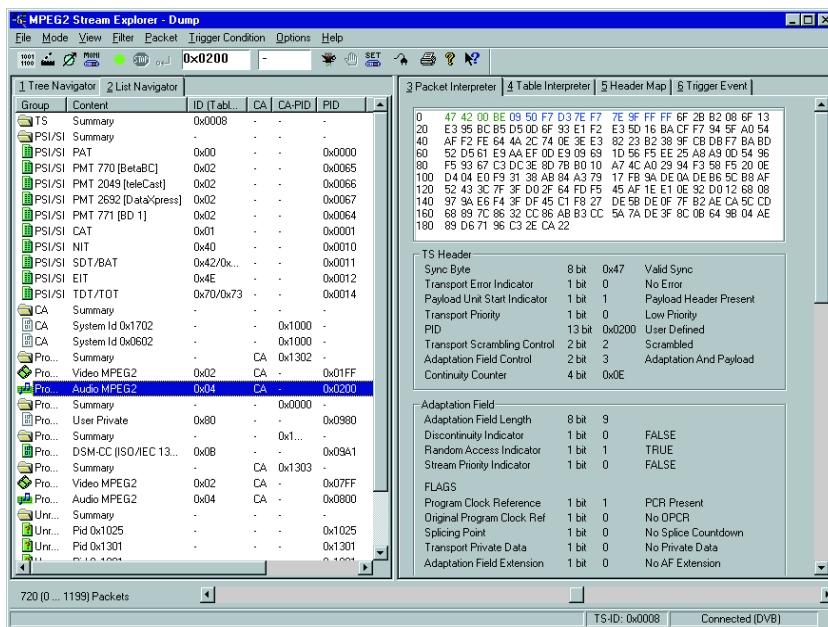 MPEG2 Stream Explorer - Dump
File Mode View Filter Packet Trigger Condition Options Help
0x0200 -
1 Tree Navigator 2 List Navigator
Group Content ID (Tabl... CA CA-PID PID
TS Summary 0x0008 - - -
PSI/SI Summary - - - -
PSI/SI PAT 0x00 - - 0x0000
PSI/SI PMT 770 [BetaBC] 0x02 - - 0x0065
PSI/SI PMT 2049 [teleCast] 0x02 - - 0x0066
PSI/SI PMT 2692 [DataXpress] 0x02 - - 0x0067
PSI/SI PMT 771 [BD 1] 0x02 - - 0x0064
PSI/SI CAT 0x01 - - 0x0001
PSI/SI NIT 0x40 - - 0x0010
PSI/SI SDT/BAT 0x42/0x... - - 0x0011
PSI/SI EIT 0x4E - - 0x0012
PSI/SI TDT/TOT 0x70/0x73 - - 0x0014
CA Summary - - - -
CA System Id 0x1702 - - 0x1000 -
CA System Id 0x0602 - - 0x1000 -
Pro... Summary - CA 0x1302 -
Pro... Video MPEG2 0x02 CA - 0x01FF
Pro... Audio MPEG2 0x04 CA - 0x0200
Pro... Summary - - 0x0000 -
Pro... User Private 0x80 - - 0x0980
Pro... Summary - - 0x1... -
Pro... DSM-CC (ISO/IEC 13... 0x0B - - 0x09A1
Pro... Summary - CA 0x1303 -
Pro... Video MPEG2 0x02 CA - 0x07FF
Pro... Audio MPEG2 0x04 CA - 0x0800
Unr... Summary - - - -
Unr... Pid 0x1025 - - - 0x1025
Unr... Pid 0x1301 - - - 0x1301
3 Packet Interpreter 4 Table Interpreter 5 Header Map 6 Trigger Event
0 47 42 00 BE 09 50 F7 D3 7E F7 7E 9F FF FF 6F 2B B2 08 6F 13
20 E3 95 BC B5 D5 0D 6F 93 E1 F2 E3 5D 16 BA CF F7 94 5F A0 54
40 AF F2 FE 64 4A 2C 74 0E 3E E3 82 23 B2 38 9F CB DB F7 BA BD
60 52 D5 61 E9 AA EF 0D E9 09 69 1D 56 F5 EE 25 A8 A9 0D 54 96
80 F5 93 67 C3 DC 3E 8D 7B B0 10 A7 4C A0 29 94 F3 58 F5 20 0E
100 D4 04 E0 F9 31 38 AB 84 A3 79 17 FB 9A DE 0A DE B6 5C B8 AF
120 52 43 3C 7F 3F D0 2F 64 FD F5 45 AF 1E E1 0E 92 D0 12 68 08
140 97 9A E6 F4 3F DF 45 C1 F8 27 DE 5B DE 0F 7F B2 AE CA 5C CD
160 68 89 7C 86 32 CC 86 AB B3 CC 5A 7A DE 3F 8C 0B 64 9B 04 AE
180 89 D6 71 96 C3 2E CA 22
TS Header
Sync Byte 8 bit 0x47 Valid Sync
Transport Error Indicator 1 bit 0 No Error
Payload Unit Start Indicator 1 bit 1 Payload Header Present
Transport Priority 1 bit 0 Low Priority
PID 13 bit 0x0200 User Defined
Transport Scrambling Control 2 bit 2 Scrambled
Adaptation Field Control 2 bit 3 Adaptation And Payload
Continuity Counter 4 bit 0x0E
Adaptation Field
Adaptation Field Length 8 bit 9
Discontinuity Indicator 1 bit 0 FALSE
Random Access Indicator 1 bit 1 TRUE
Stream Priority Indicator 1 bit 0 FALSE
FLAGS
Program Clock Reference 1 bit 1 PCR Present
Original Program Clock Ref 1 bit 0 No OPCR
Splicing Point 1 bit 0 No Splice Countdown
Transport Private Data 1 bit 0 No Private Data
Adaptation Field Extension 1 bit 0 No AF Extension
720 (0 ... 1199) Packets
TS-ID: 0x0008 Connected (DVB)